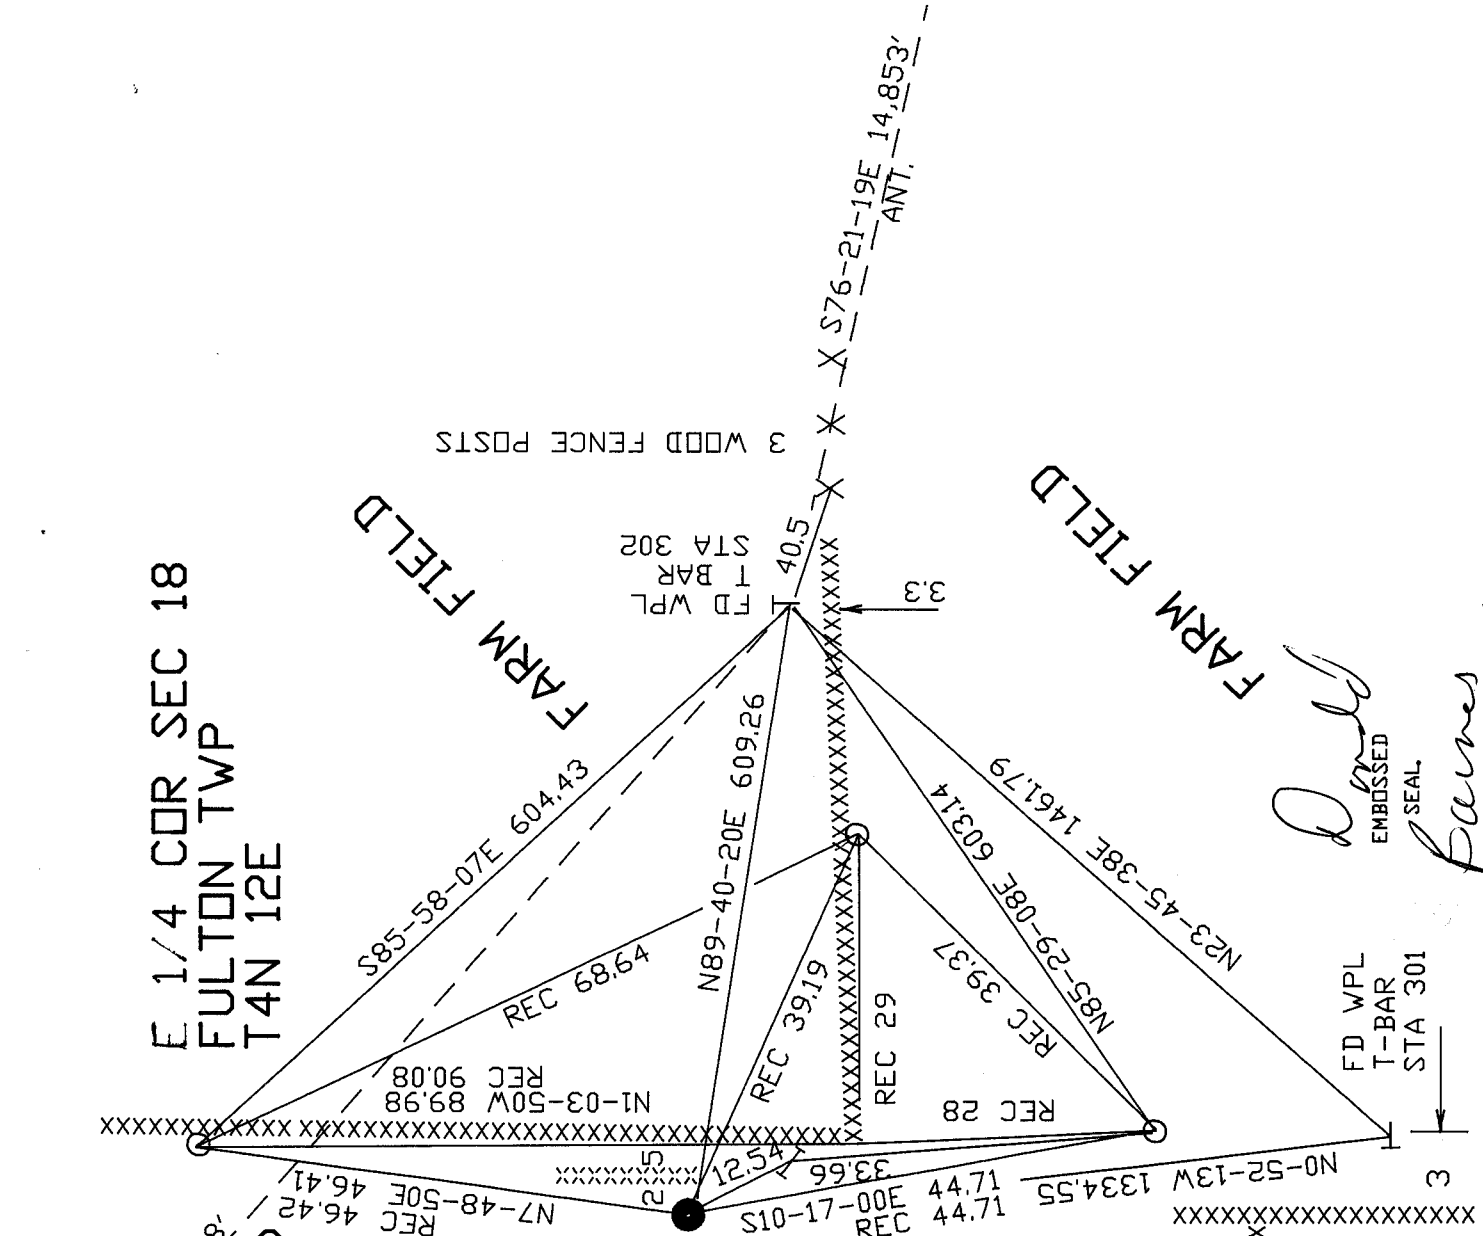 E 1/4 COR SEC 18
FULTON TWP
T4N 12E
S76-21-19E 14,853'
ANT.
3 WOOD FENCE POSTS
FARM FIELD
FARM FIELD
40.5
FD WPL
T BAR
STA 302
3.3
S85-58-07E 604.43
N89-40-20E 609.26
N85-29-08E 603.14
N23-45-38E 1461.79
REC 68.64
REC 39.19
REC 39.37
REC 29
REC 28
N1-03-50W 89.98
REC 90.08
12.54
33.66
5
2
N7-48-50E 46.41
REC 46.42
S10-17-00E 44.71
REC 44.71
N0-52-13W 1334.55
FD WPL
T-BAR
STA 301
3
Donald
EMBOSSED
SEAL